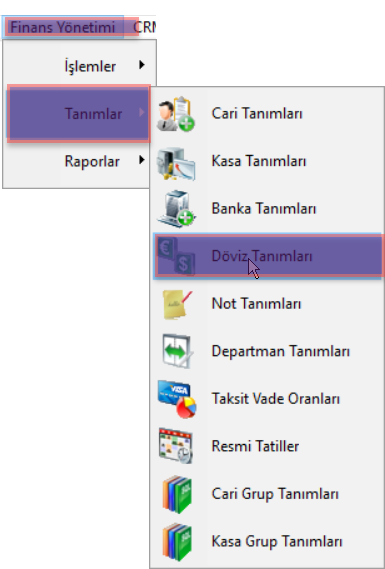 Finans Yönetimi CRM
İşlemler
Tanımlar
Raporlar
Cari Tanımları
Kasa Tanımları
Banka Tanımları
Döviz Tanımları
Not Tanımları
Departman Tanımları
Taksit Vade Oranları
Resmi Tatiller
Cari Grup Tanımları
Kasa Grup Tanımları